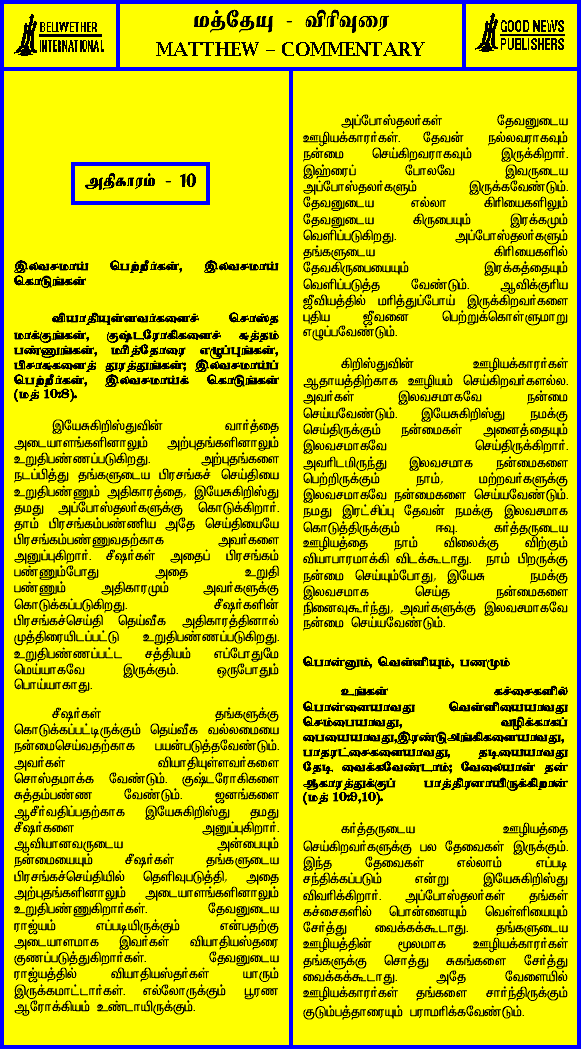 BELLWETHER
INTERNATIONAL
மத்தேயு - விரிவுரை
MATTHEW – COMMENTARY
GOOD NEWS
PUBLISHERS
அதிகாரம் - 10
இலவசமாய் பெற்றீர்கள், இலவசமாய்
கொடுங்கள்
வியாதியுள்ளவர்களைச் சொஸ்த
மாக்குங்கள், குஷ்டரோகிகளைச் சுத்தம்
பண்ணுங்கள், மரித்தோரை எழுப்புங்கள்,
பிசாசுகளைத் துரத்துங்கள்; இலவசமாய்ப்
பெற்றீர்கள், இலவசமாய்க் கொடுங்கள்
(மத் 10:8).
இயேசுகிறிஸ்துவின் வார்த்தை
அடையாளங்களினாலும் அற்புதங்களினாலும்
உறுதிபண்ணப்படுகிறது. அற்புதங்களை
நடப்பித்து தங்களுடைய பிரசங்கச் செய்தியை
உறுதிபண்ணும் அதிகாரத்தை, இயேசுகிறிஸ்து
தமது அப்போஸ்தலர்களுக்கு கொடுக்கிறார்.
தாம் பிரசங்கம்பண்ணிய அதே செய்தியையே
பிரசங்கம்பண்ணுவதற்காக அவர்களை
அனுப்புகிறார். சீஷர்கள் அதைப் பிரசங்கம்
பண்ணும்போது அதை உறுதி
பண்ணும் அதிகாரமும் அவர்களுக்கு
கொடுக்கப்படுகிறது. சீஷர்களின்
பிரசங்கச்செய்தி தெய்வீக அதிகாரத்தினால்
முத்திரையிடப்பட்டு உறுதிபண்ணப்படுகிறது.
உறுதிபண்ணப்பட்ட சத்தியம் எப்போதுமே
மெய்யாகவே இருக்கும். ஒருபோதும்
பொய்யாகாது.
சீஷர்கள் தங்களுக்கு
கொடுக்கப்பட்டிருக்கும் தெய்வீக வல்லமையை
நன்மைசெய்வதற்காக பயன்படுத்தவேண்டும்.
அவர்கள் வியாதியுள்ளவர்களை
சொஸ்தமாக்க வேண்டும். குஷ்டரோகிகளை
சுத்தம்பண்ண வேண்டும். ஜனங்களை
ஆசீர்வதிப்பதற்காக இயேசுகிறிஸ்து தமது
சீஷர்களை அனுப்புகிறார்.
ஆவியானவருடைய அன்பையும்
நன்மையையும் சீஷர்கள் தங்களுடைய
பிரசங்கச்செய்தியில் தெளிவுபடுத்தி, அதை
அற்புதங்களினாலும் அடையாளங்களினாலும்
உறுதிபண்ணுகிறார்கள். தேவனுடைய
ராஜ்யம் எப்படியிருக்கும் என்பதற்கு
அடையாளமாக இவர்கள் வியாதியஸ்தரை
குணப்படுத்துகிறார்கள். தேவனுடைய
ராஜ்யத்தில் வியாதியஸ்தர்கள் யாரும்
இருக்கமாட்டார்கள். எல்லோருக்கும் பூரண
ஆரோக்கியம் உண்டாயிருக்கும்.
அப்போஸ்தலர்கள் தேவனுடைய
ஊழியக்காரர்கள். தேவன் நல்லவராகவும்
நன்மை செய்கிறவராகவும் இருக்கிறார்.
இஹ்ரைப் போலவே இவருடைய
அப்போஸ்தலர்களும் இருக்கவேண்டும்.
தேவனுடைய எல்லா கிரியைகளிலும்
தேவனுடைய கிருபையும் இரக்கமும்
வெளிப்படுகிறது. அப்போஸ்தலர்களும்
தங்களுடைய கிரியைகளில்
தேவகிருபையையும் இரக்கத்தையும்
வெளிப்படுத்த வேண்டும். ஆவிக்குரிய
ஜீவியத்தில் மரித்துப்போய் இருக்கிறவர்களை
புதிய ஜீவனை பெற்றுக்கொள்ளுமாறு
எழுப்பவேண்டும்.
கிறிஸ்துவின் ஊழியக்காரர்கள்
ஆதாயத்திற்காக ஊழியம் செய்கிறவர்களல்ல.
அவர்கள் இலவசமாகவே நன்மை
செய்யவேண்டும். இயேசுகிறிஸ்து நமக்கு
செய்திருக்கும் நன்மைகள் அனைத்தையும்
இலவசமாகவே செய்திருக்கிறார்.
அவரிடமிருந்து இலவசமாக நன்மைகளை
பெற்றிருக்கும் நாம், மற்றவர்களுக்கு
இலவசமாகவே நன்மைகளை செய்யவேண்டும்.
நமது இரட்சிப்பு தேவன் நமக்கு இலவசமாக
கொடுத்திருக்கும் ஈவு. கர்த்தருடைய
ஊழியத்தை நாம் விலைக்கு விற்கும்
வியாபாரமாக்கி விடக்கூடாது. நாம் பிறருக்கு
நன்மை செய்யும்போது, இயேசு நமக்கு
இலவசமாக செய்த நன்மைகளை
நினைவுகூர்ந்து, அவர்களுக்கு இலவசமாகவே
நன்மை செய்யவேண்டும்.
பொன்னும், வெள்ளியும், பணமும்
உங்கள் கச்சைகளில்
பொன்னையாவது வெள்ளியையாவது
செம்பையாவது, வழிக்காகப்
பையையாவது,இரண்டுஅங்கிகளையாவது,
பாதரட்சைகளையாவது, தடியையாவது
தேடி வைக்கவேண்டாம்; வேலையாள் தன்
ஆகாரத்துக்குப் பாத்திரனாயிருக்கிறான்
(மத் 10:9,10).
கர்த்தருடைய ஊழியத்தை
செய்கிறவர்களுக்கு பல தேவைகள் இருக்கும்.
இந்த தேவைகள் எல்லாம் எப்படி
சந்திக்கப்படும் என்று இயேசுகிறிஸ்து
விவரிக்கிறார். அப்போஸ்தலர்கள் தங்கள்
கச்சைகளில் பொன்னையும் வெள்ளியையும்
சேர்த்து வைக்கக்கூடாது. தங்களுடைய
ஊழியத்தின் மூலமாக ஊழியக்காரர்கள்
தங்களுக்கு சொத்து சுகங்களை சேர்த்து
வைக்கக்கூடாது. அதே வேளையில்
ஊழியக்காரர்கள் தங்களை சார்ந்திருக்கும்
குடும்பத்தாரையும் பராமரிக்கவேண்டும்.